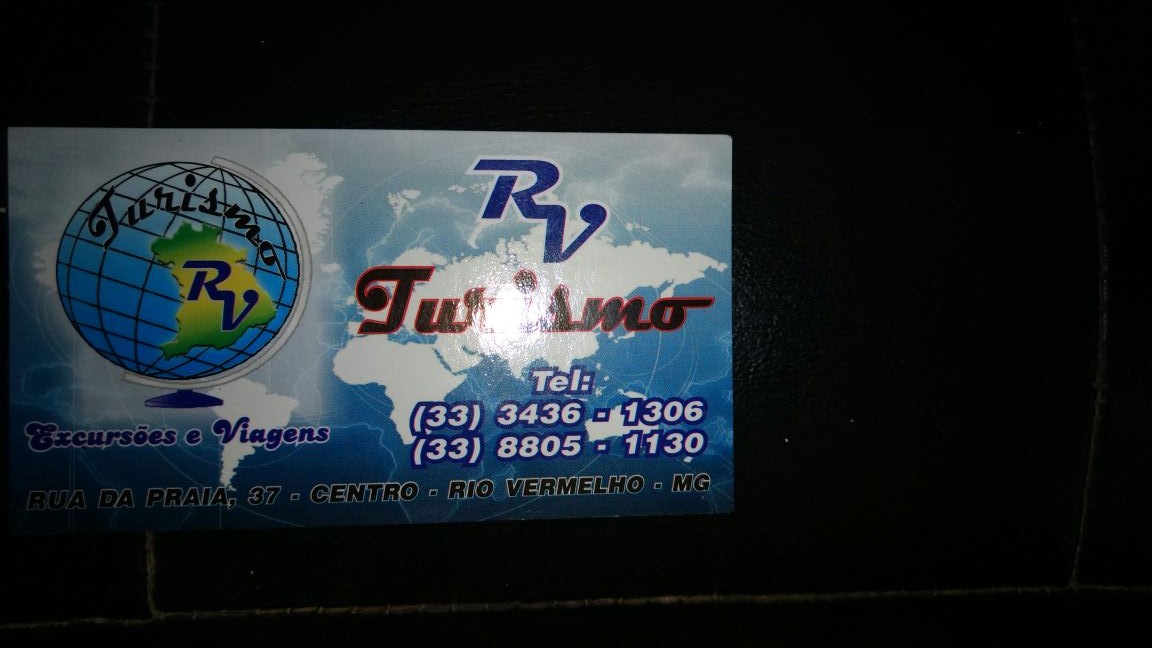 Turismo
RV
Excursões e Viagens
RV
Turismo
Tel:
(33) 3436 - 1306
(33) 8805 - 1130
RUA DA PRAIA, 37 - CENTRO - RIO VERMELHO - MG